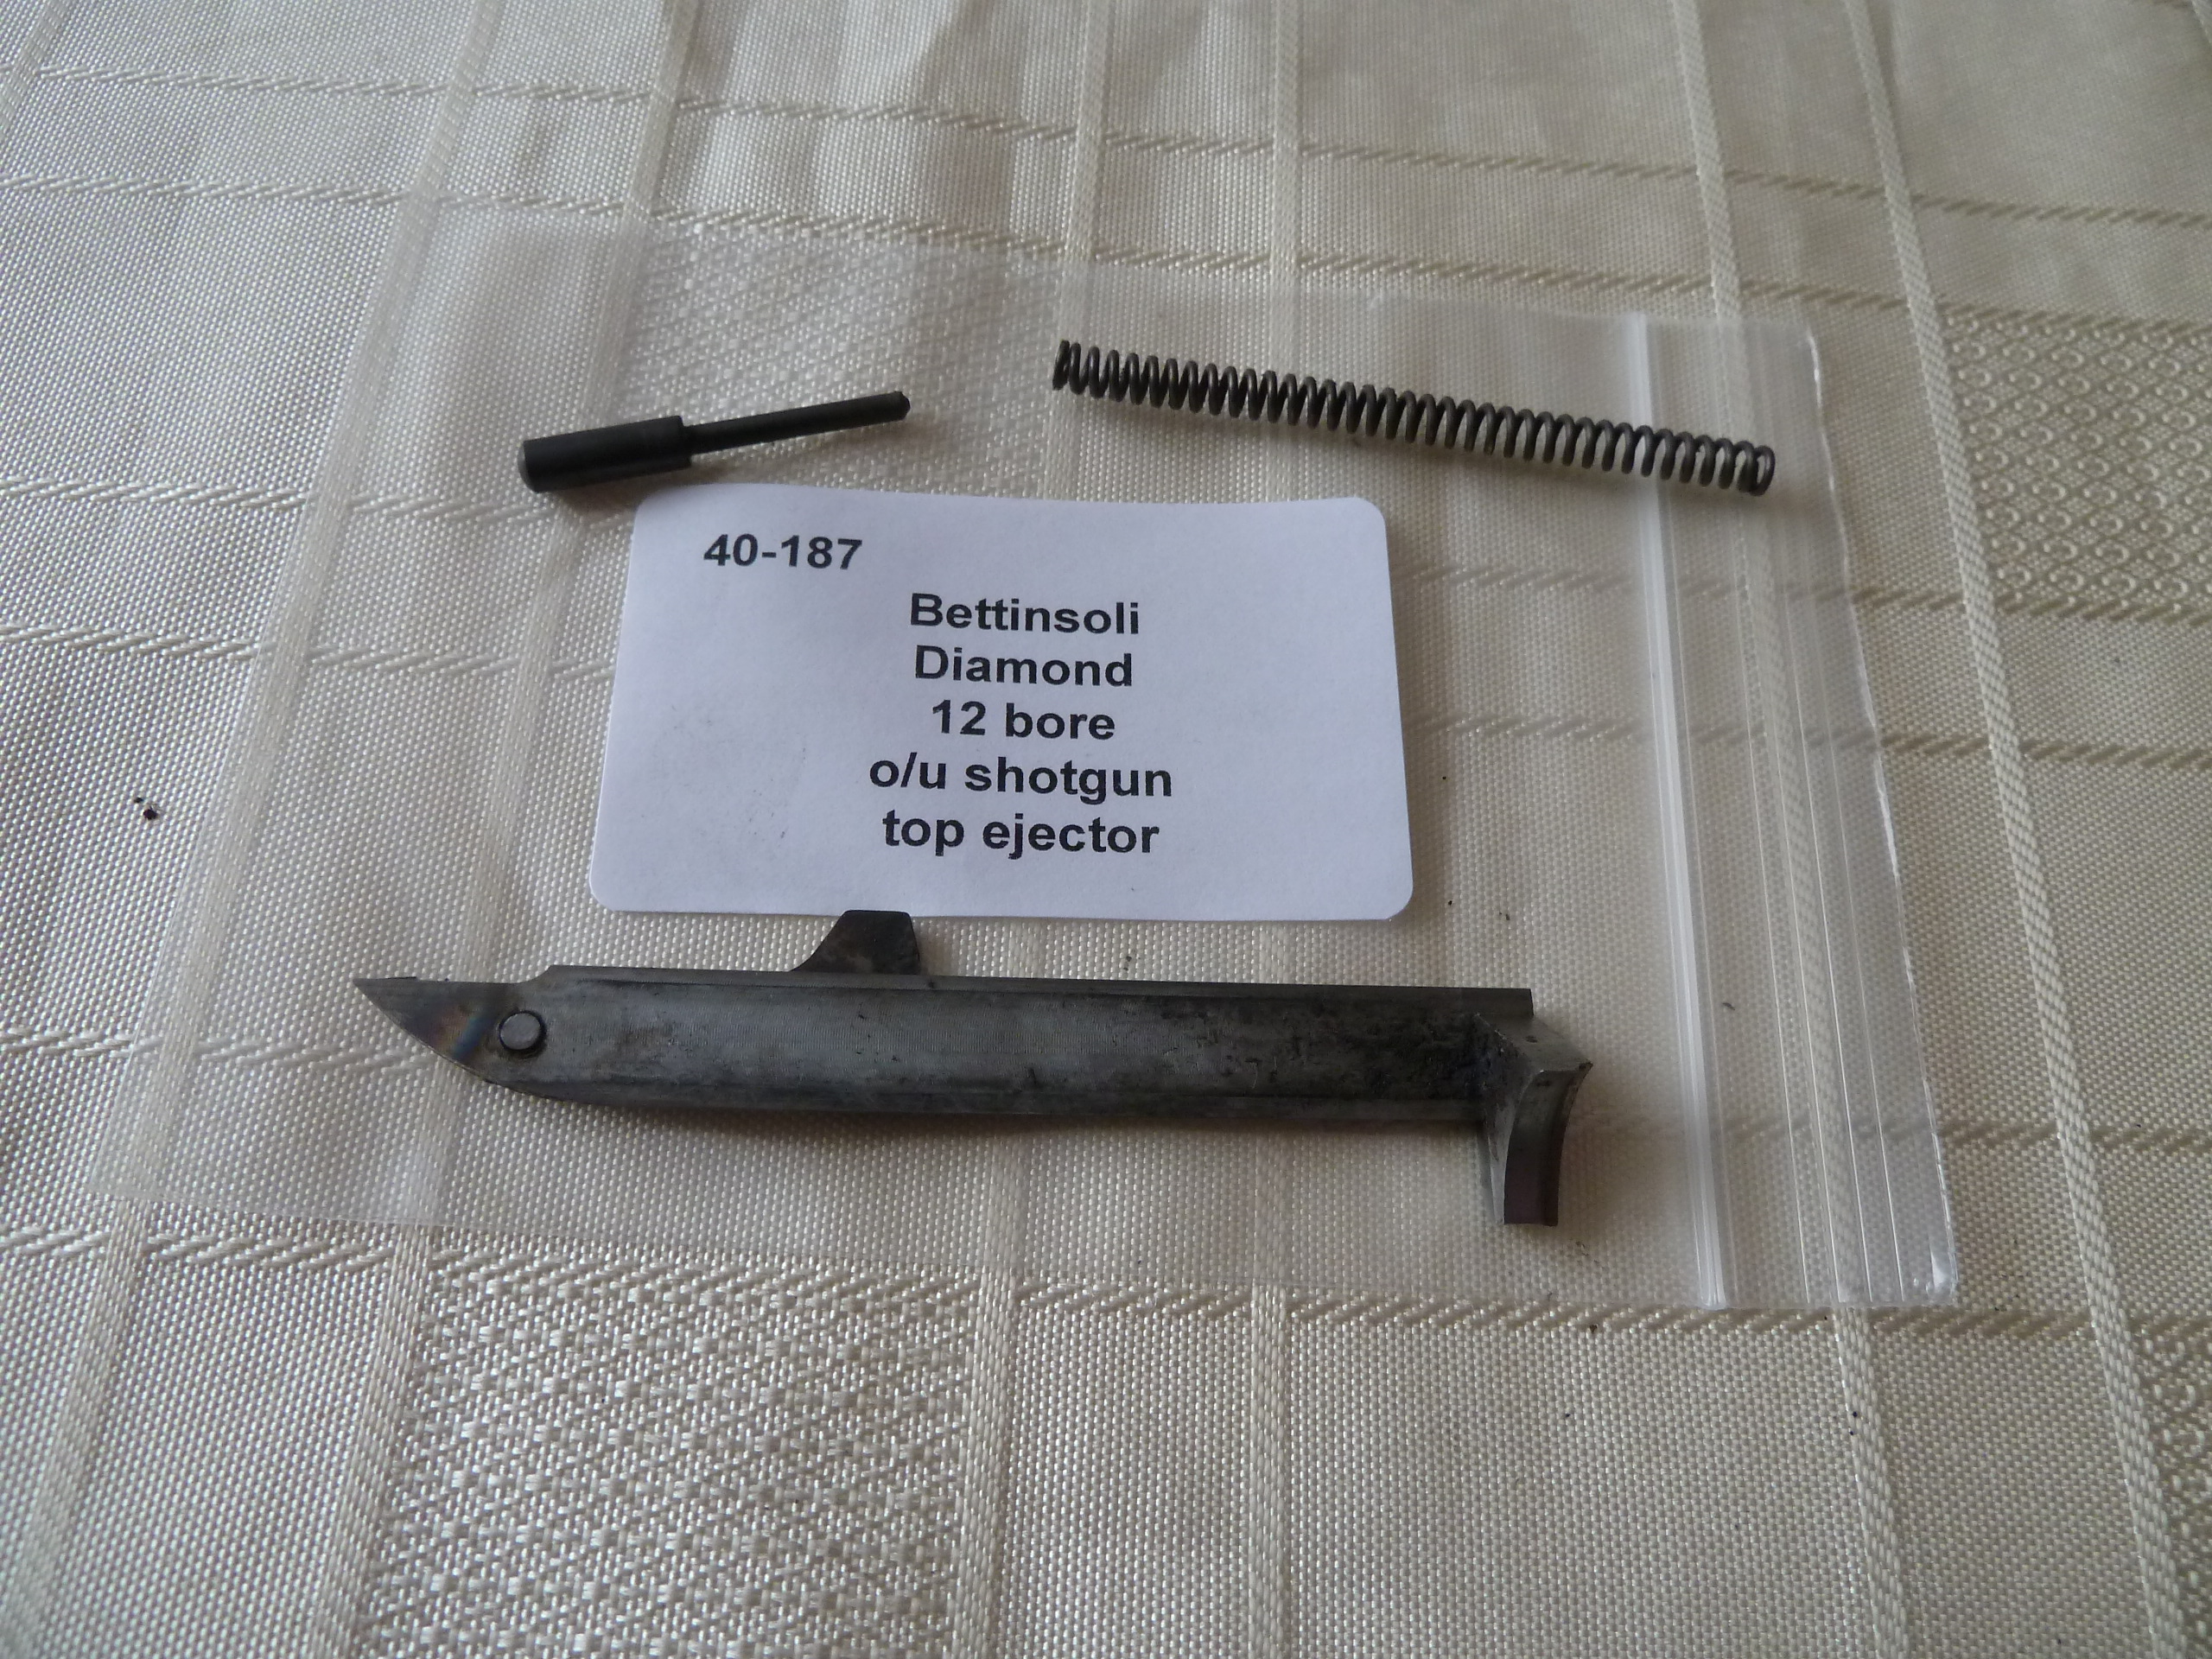 40-187
Bettinsoli
Diamond
12 bore
o/u shotgun
top ejector